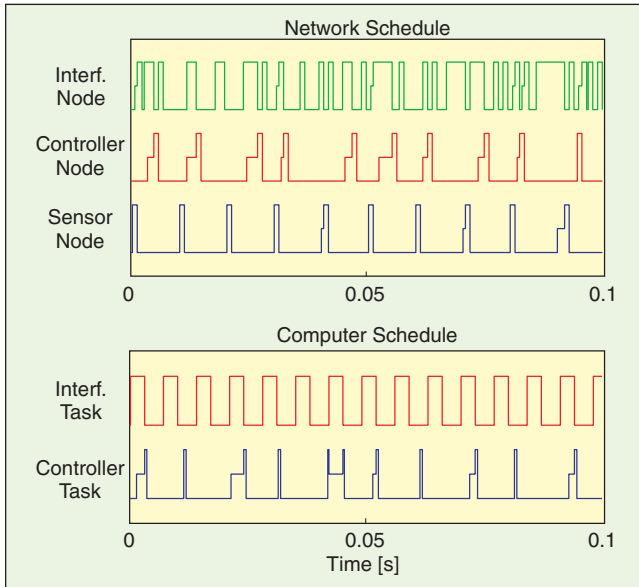 Network Schedule
Interf.
Node
Controller
Node
Sensor
Node
0
0.05
0.1
Computer Schedule
Interf.
Task
Controller
Task
0
0.05
0.1
Time [s]